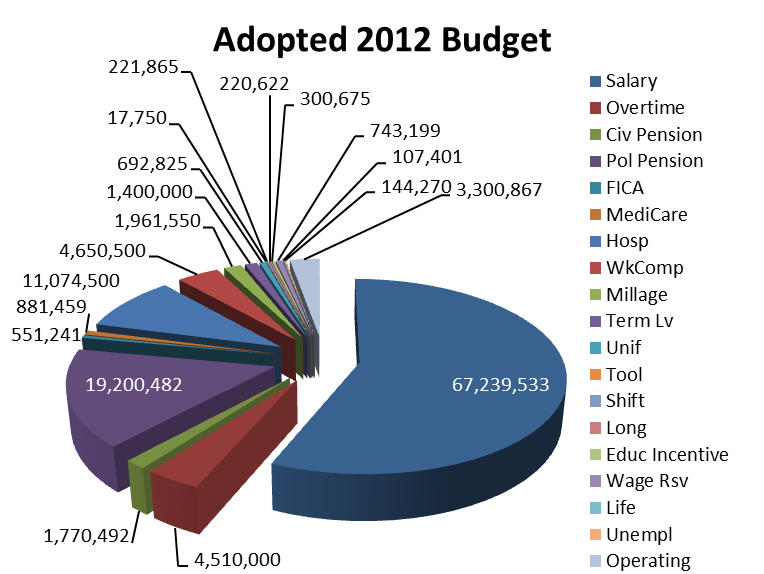 Adopted 2012 Budget
221,865
220,622
300,675
17,750
743,199
107,401
692,825
144,270
3,300,867
1,400,000
1,961,550
4,650,500
11,074,500
881,459
551,241
19,200,482
67,239,533
1,770,492
4,510,000
Salary
Overtime
Civ Pension
Pol Pension
FICA
MediCare
Hosp
WkComp
Millage
Term Lv
Unif
Tool
Shift
Long
Educ Incentive
Wage Rsv
Life
Unempl
Operating